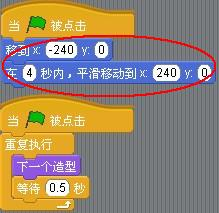 当 被点击
移到 x: -240 y: 0
在 4 秒内，平滑移动到 x: 240 y: 0
当 被点击
重复执行
下一个造型
等待 0.5 秒